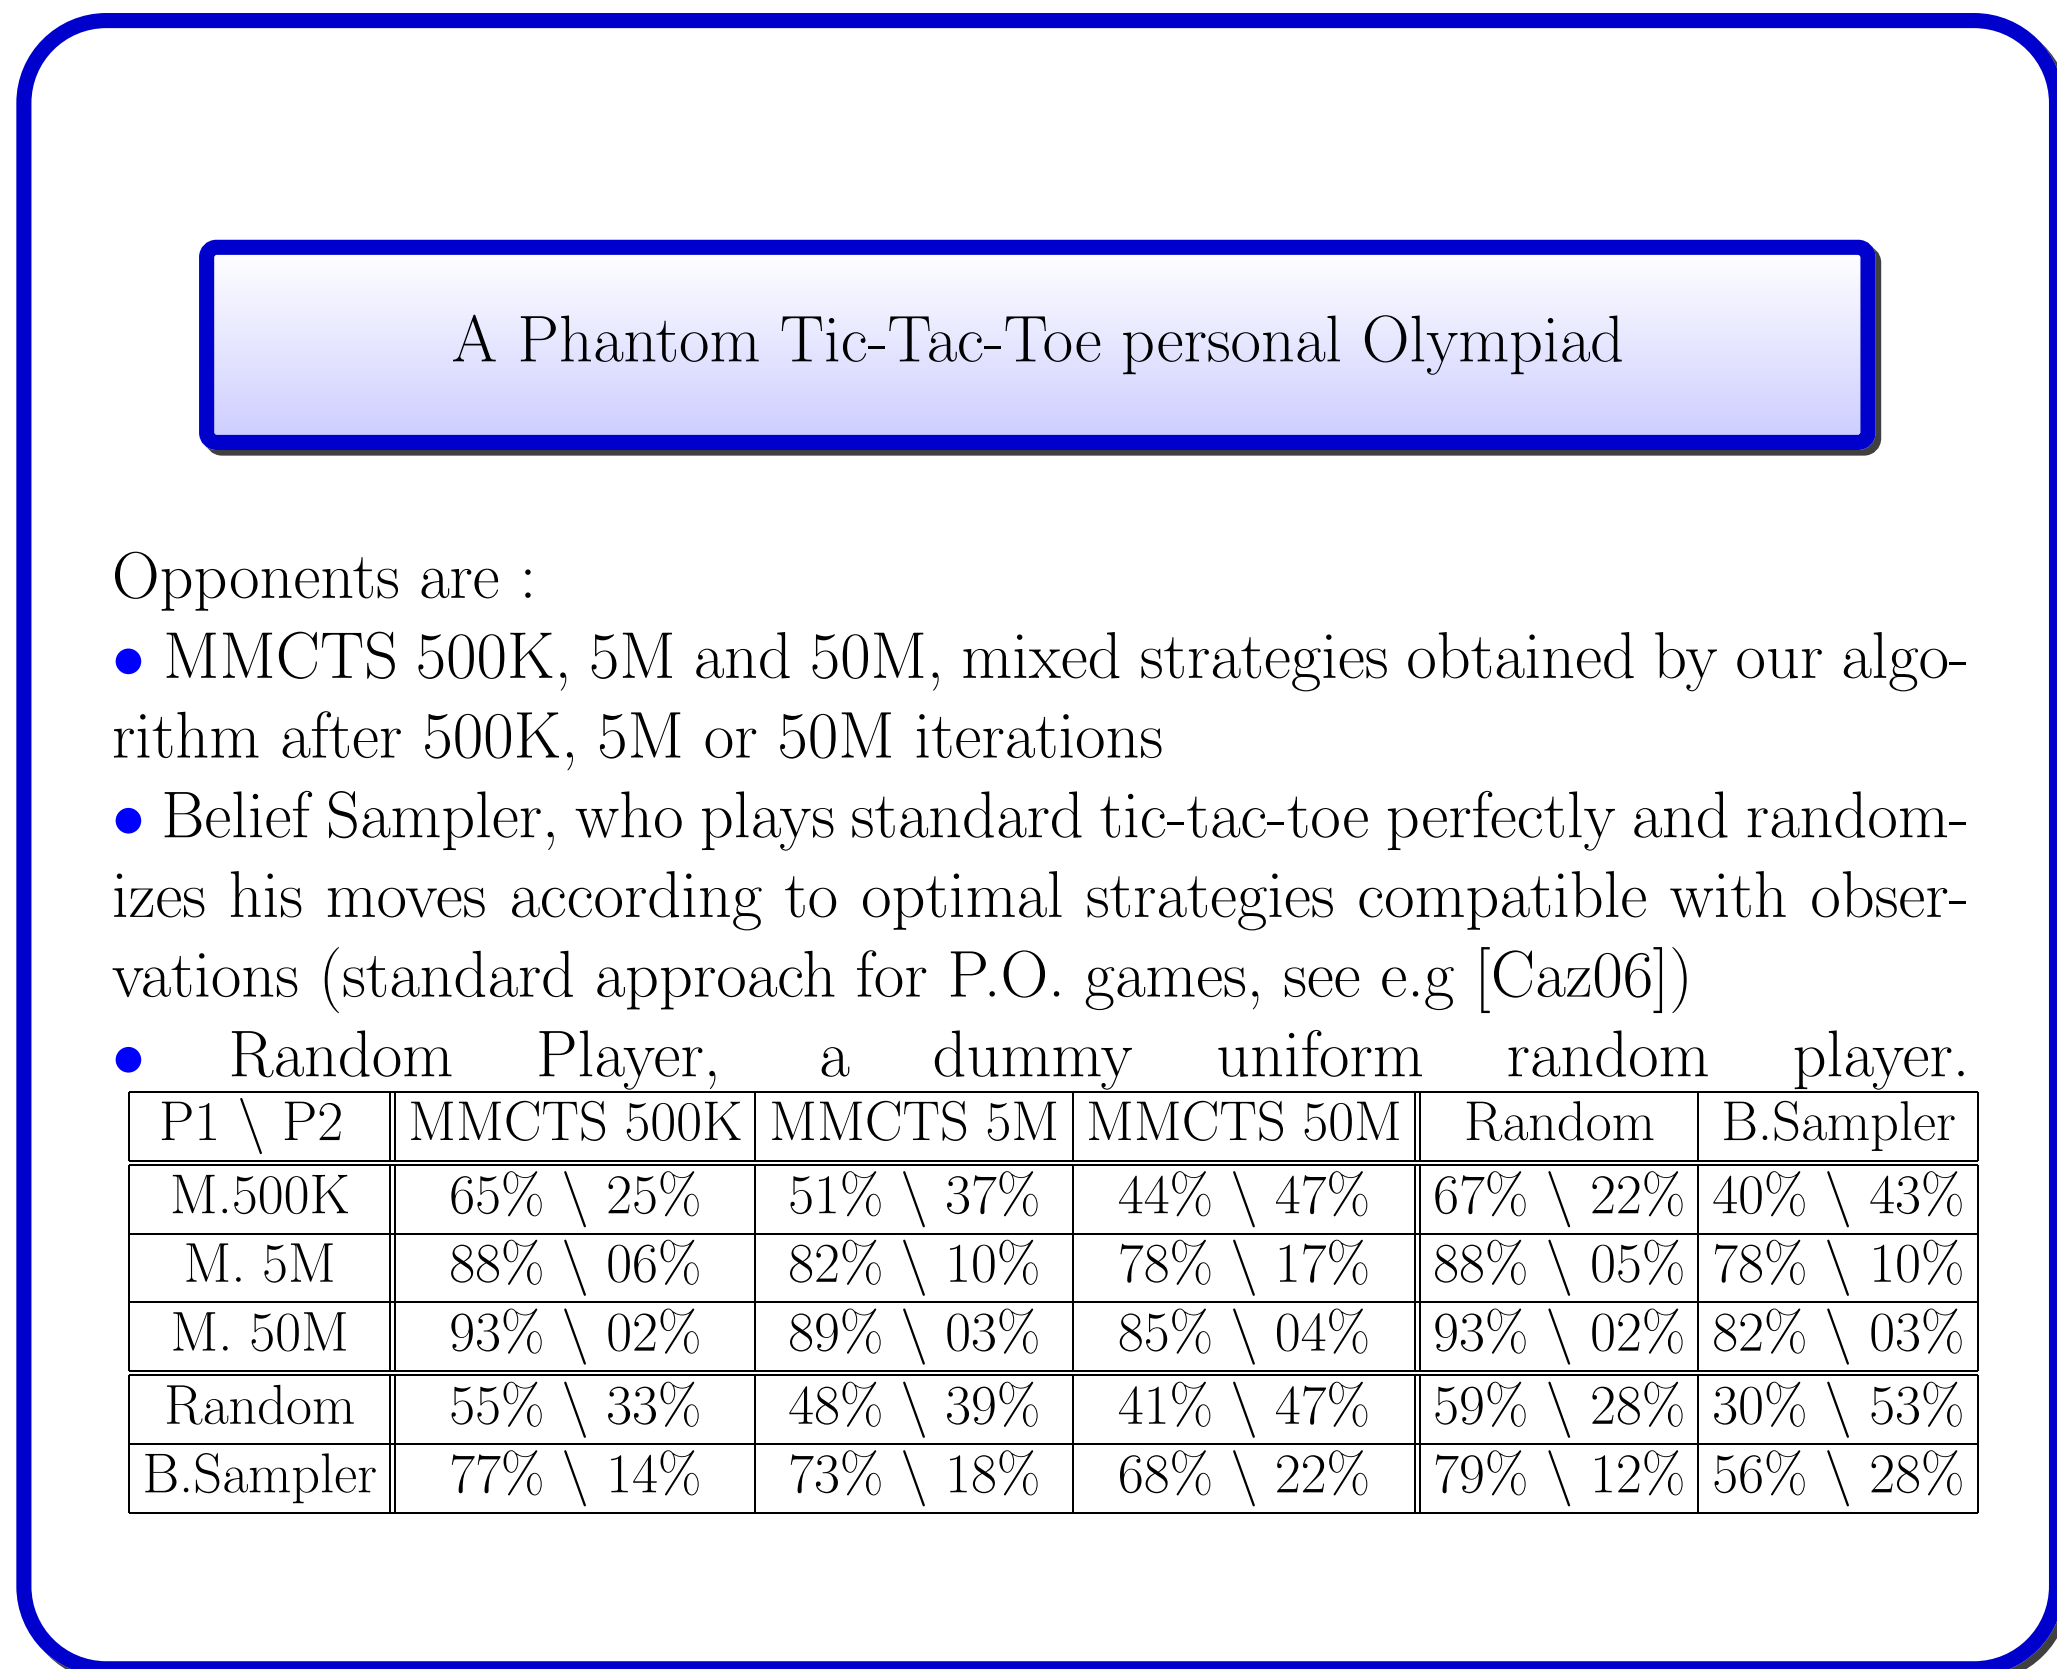 A Phantom Tic-Tac-Toe personal Olympiad
Opponents are :
• MMCTS 500K, 5M and 50M, mixed strategies obtained by our algo-
rithm after 500K, 5M or 50M iterations
• Belief Sampler, who plays standard tic-tac-toe perfectly and random-
izes his moves according to optimal strategies compatible with obser-
vations (standard approach for P.O. games, see e.g [Caz06])
• Random Player, a dummy uniform random player.
P1 \ P2 MMCTS 500K MMCTS 5M MMCTS 50M Random B.Sampler
M.500K 65% \ 25% 51% \ 37% 44% \ 47% 67% \ 22% 40% \ 43%
M. 5M 88% \ 06% 82% \ 10% 78% \ 17% 88% \ 05% 78% \ 10%
M. 50M 93% \ 02% 89% \ 03% 85% \ 04% 93% \ 02% 82% \ 03%
Random 55% \ 33% 48% \ 39% 41% \ 47% 59% \ 28% 30% \ 53%
B.Sampler 77% \ 14% 73% \ 18% 68% \ 22% 79% \ 12% 56% \ 28%